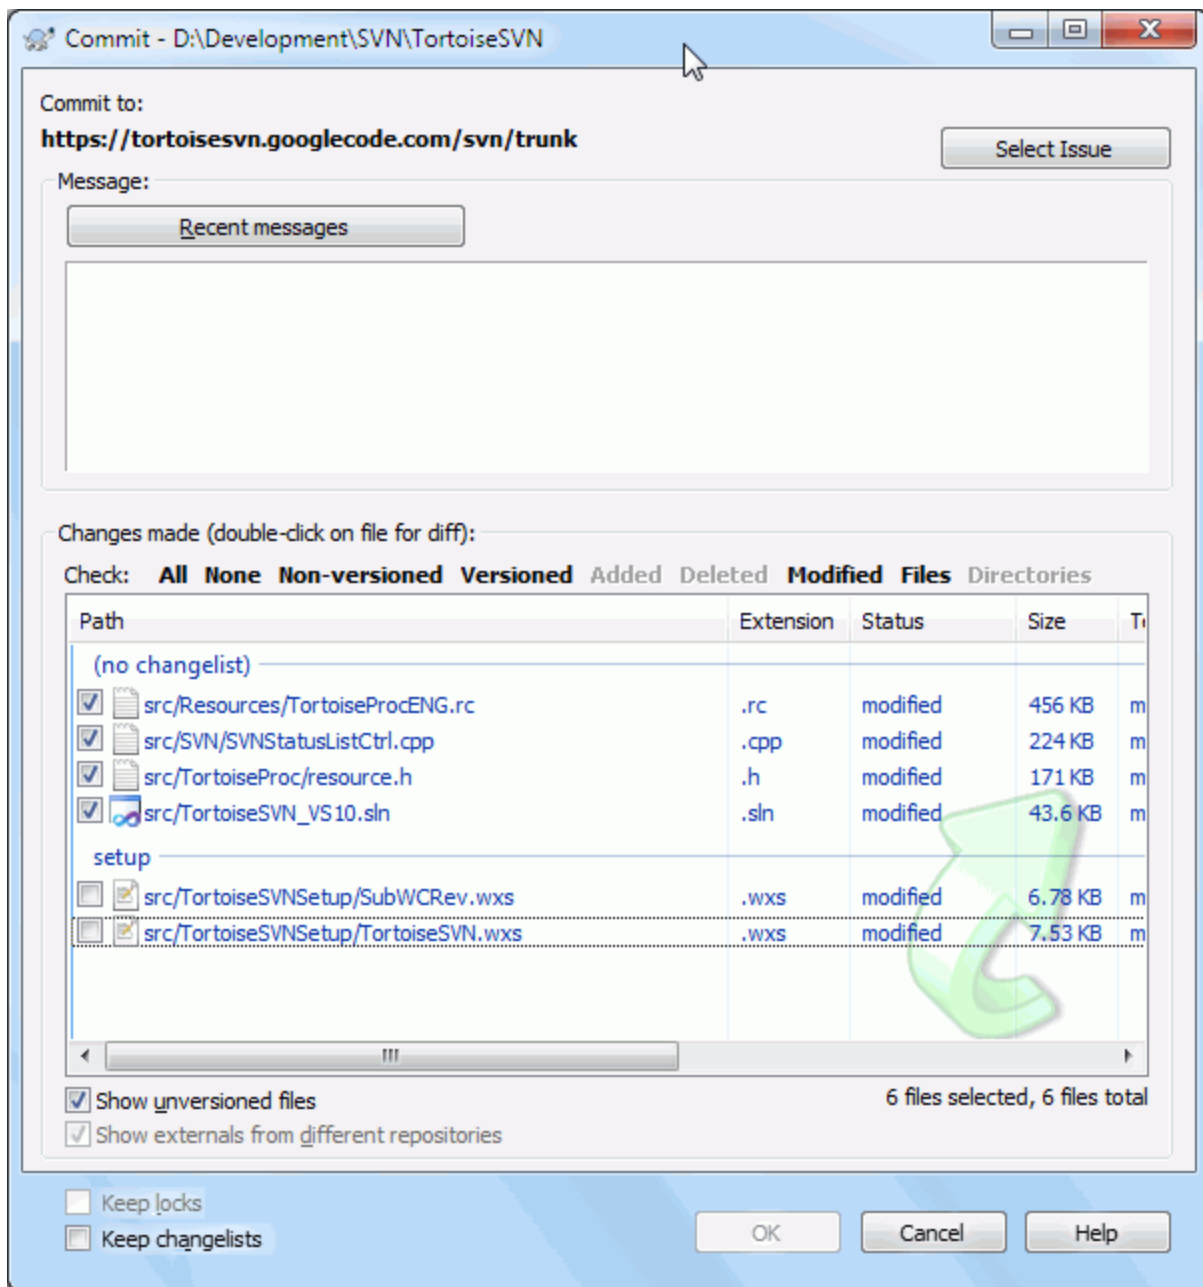 Commit - D:\Development\SVN\TortoiseSVN
Commit to:
https://tortoisesvn.googlecode.com/svn/trunk
Select Issue
Message:
Recent messages
Changes made (double-click on file for diff):
Check: All None Non-versioned Versioned Added Deleted Modified Files Directories
Path Extension Status Size
(no changelist)
src/Resources/TortoiseProcENG.rc .rc modified 456 KB m
src/SVN/SVNStatusListCtrl.cpp .cpp modified 224 KB m
src/TortoiseProc/resource.h .h modified 171 KB m
src/TortoiseSVN_VS10.sln .sln modified 43.6 KB m
setup
src/TortoiseSVNSetup/SubWCRev.wxs .wxs modified 6.78 KB m
src/TortoiseSVNSetup/TortoiseSVN.wxs .wxs modified 7.53 KB m
Show unversioned files
6 files selected, 6 files total
Show externals from different repositories
Keep locks
Keep changelists
OK Cancel Help